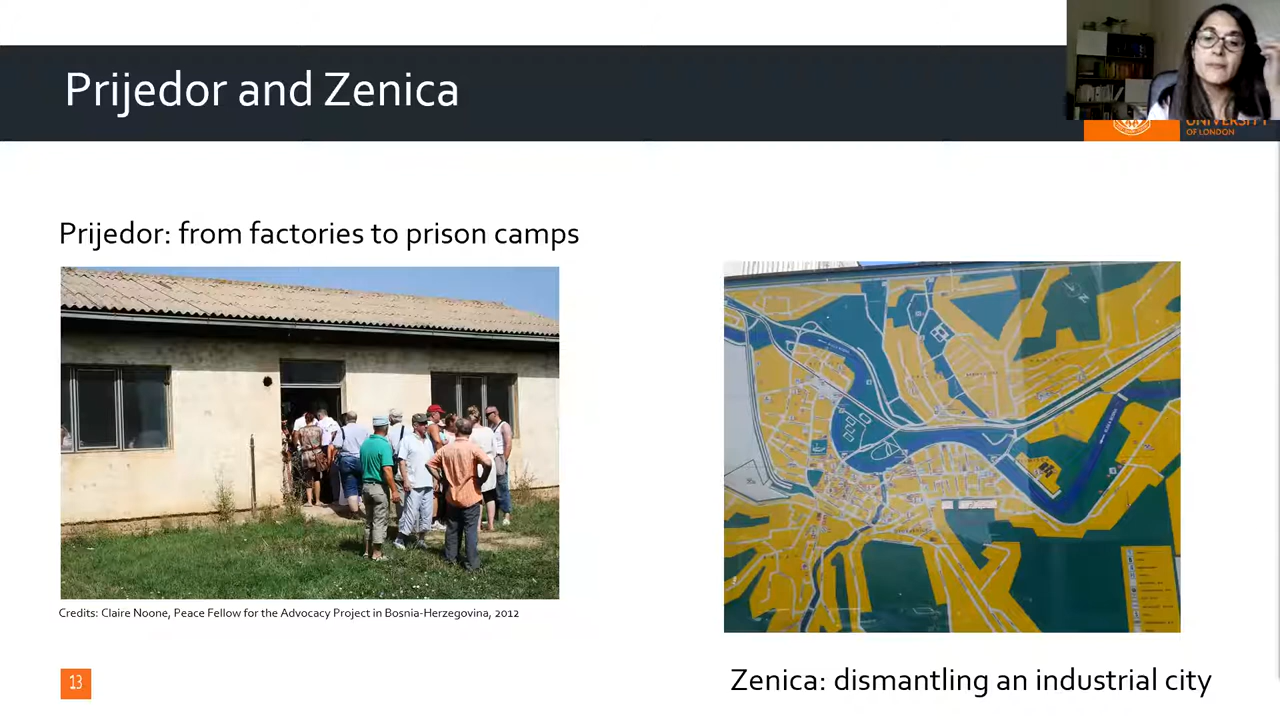 Prijedor and Zenica
UNIVERSITY
OF LONDON
Prijedor: from factories to prison camps
Credits: Claire Noone, Peace Fellow for the Advocacy Project in Bosnia-Herzegovina, 2012
13
Zenica: dismantling an industrial city